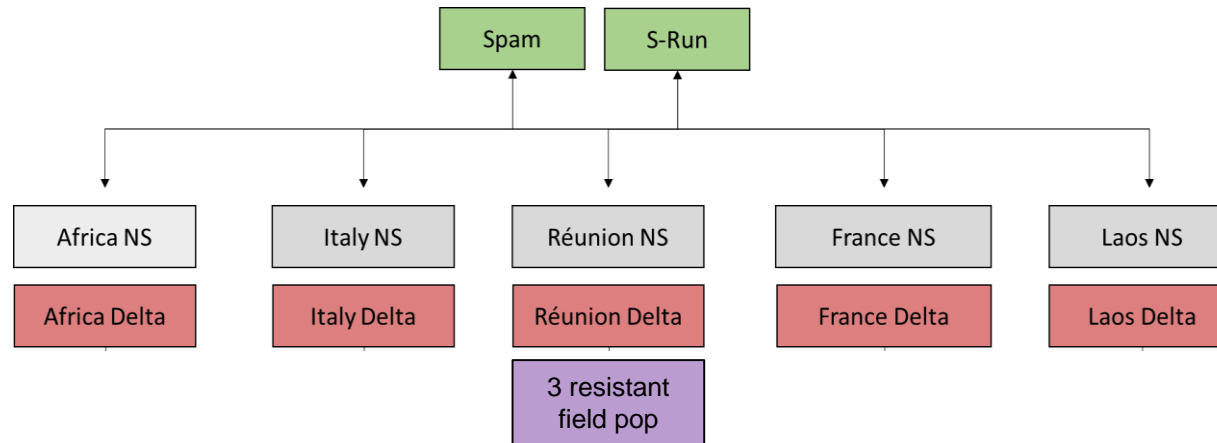 Spam
S-Run
Africa NS
Italy NS
Réunion NS
France NS
Laos NS
Africa Delta
Italy Delta
Réunion Delta
France Delta
Laos Delta
3 resistant
field pop